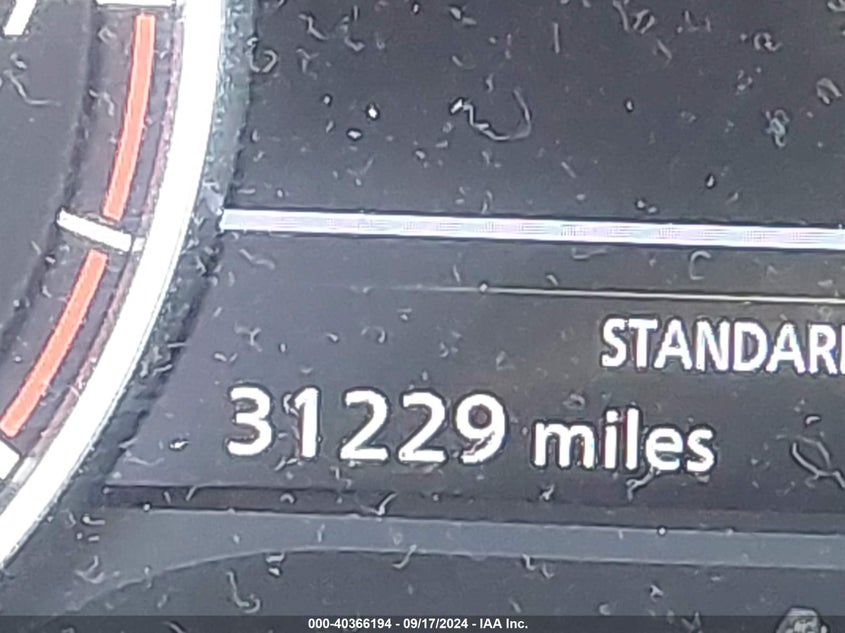 STANDAR
31229 miles
000-40366194 - 09/17/2024 - IAA Inc.